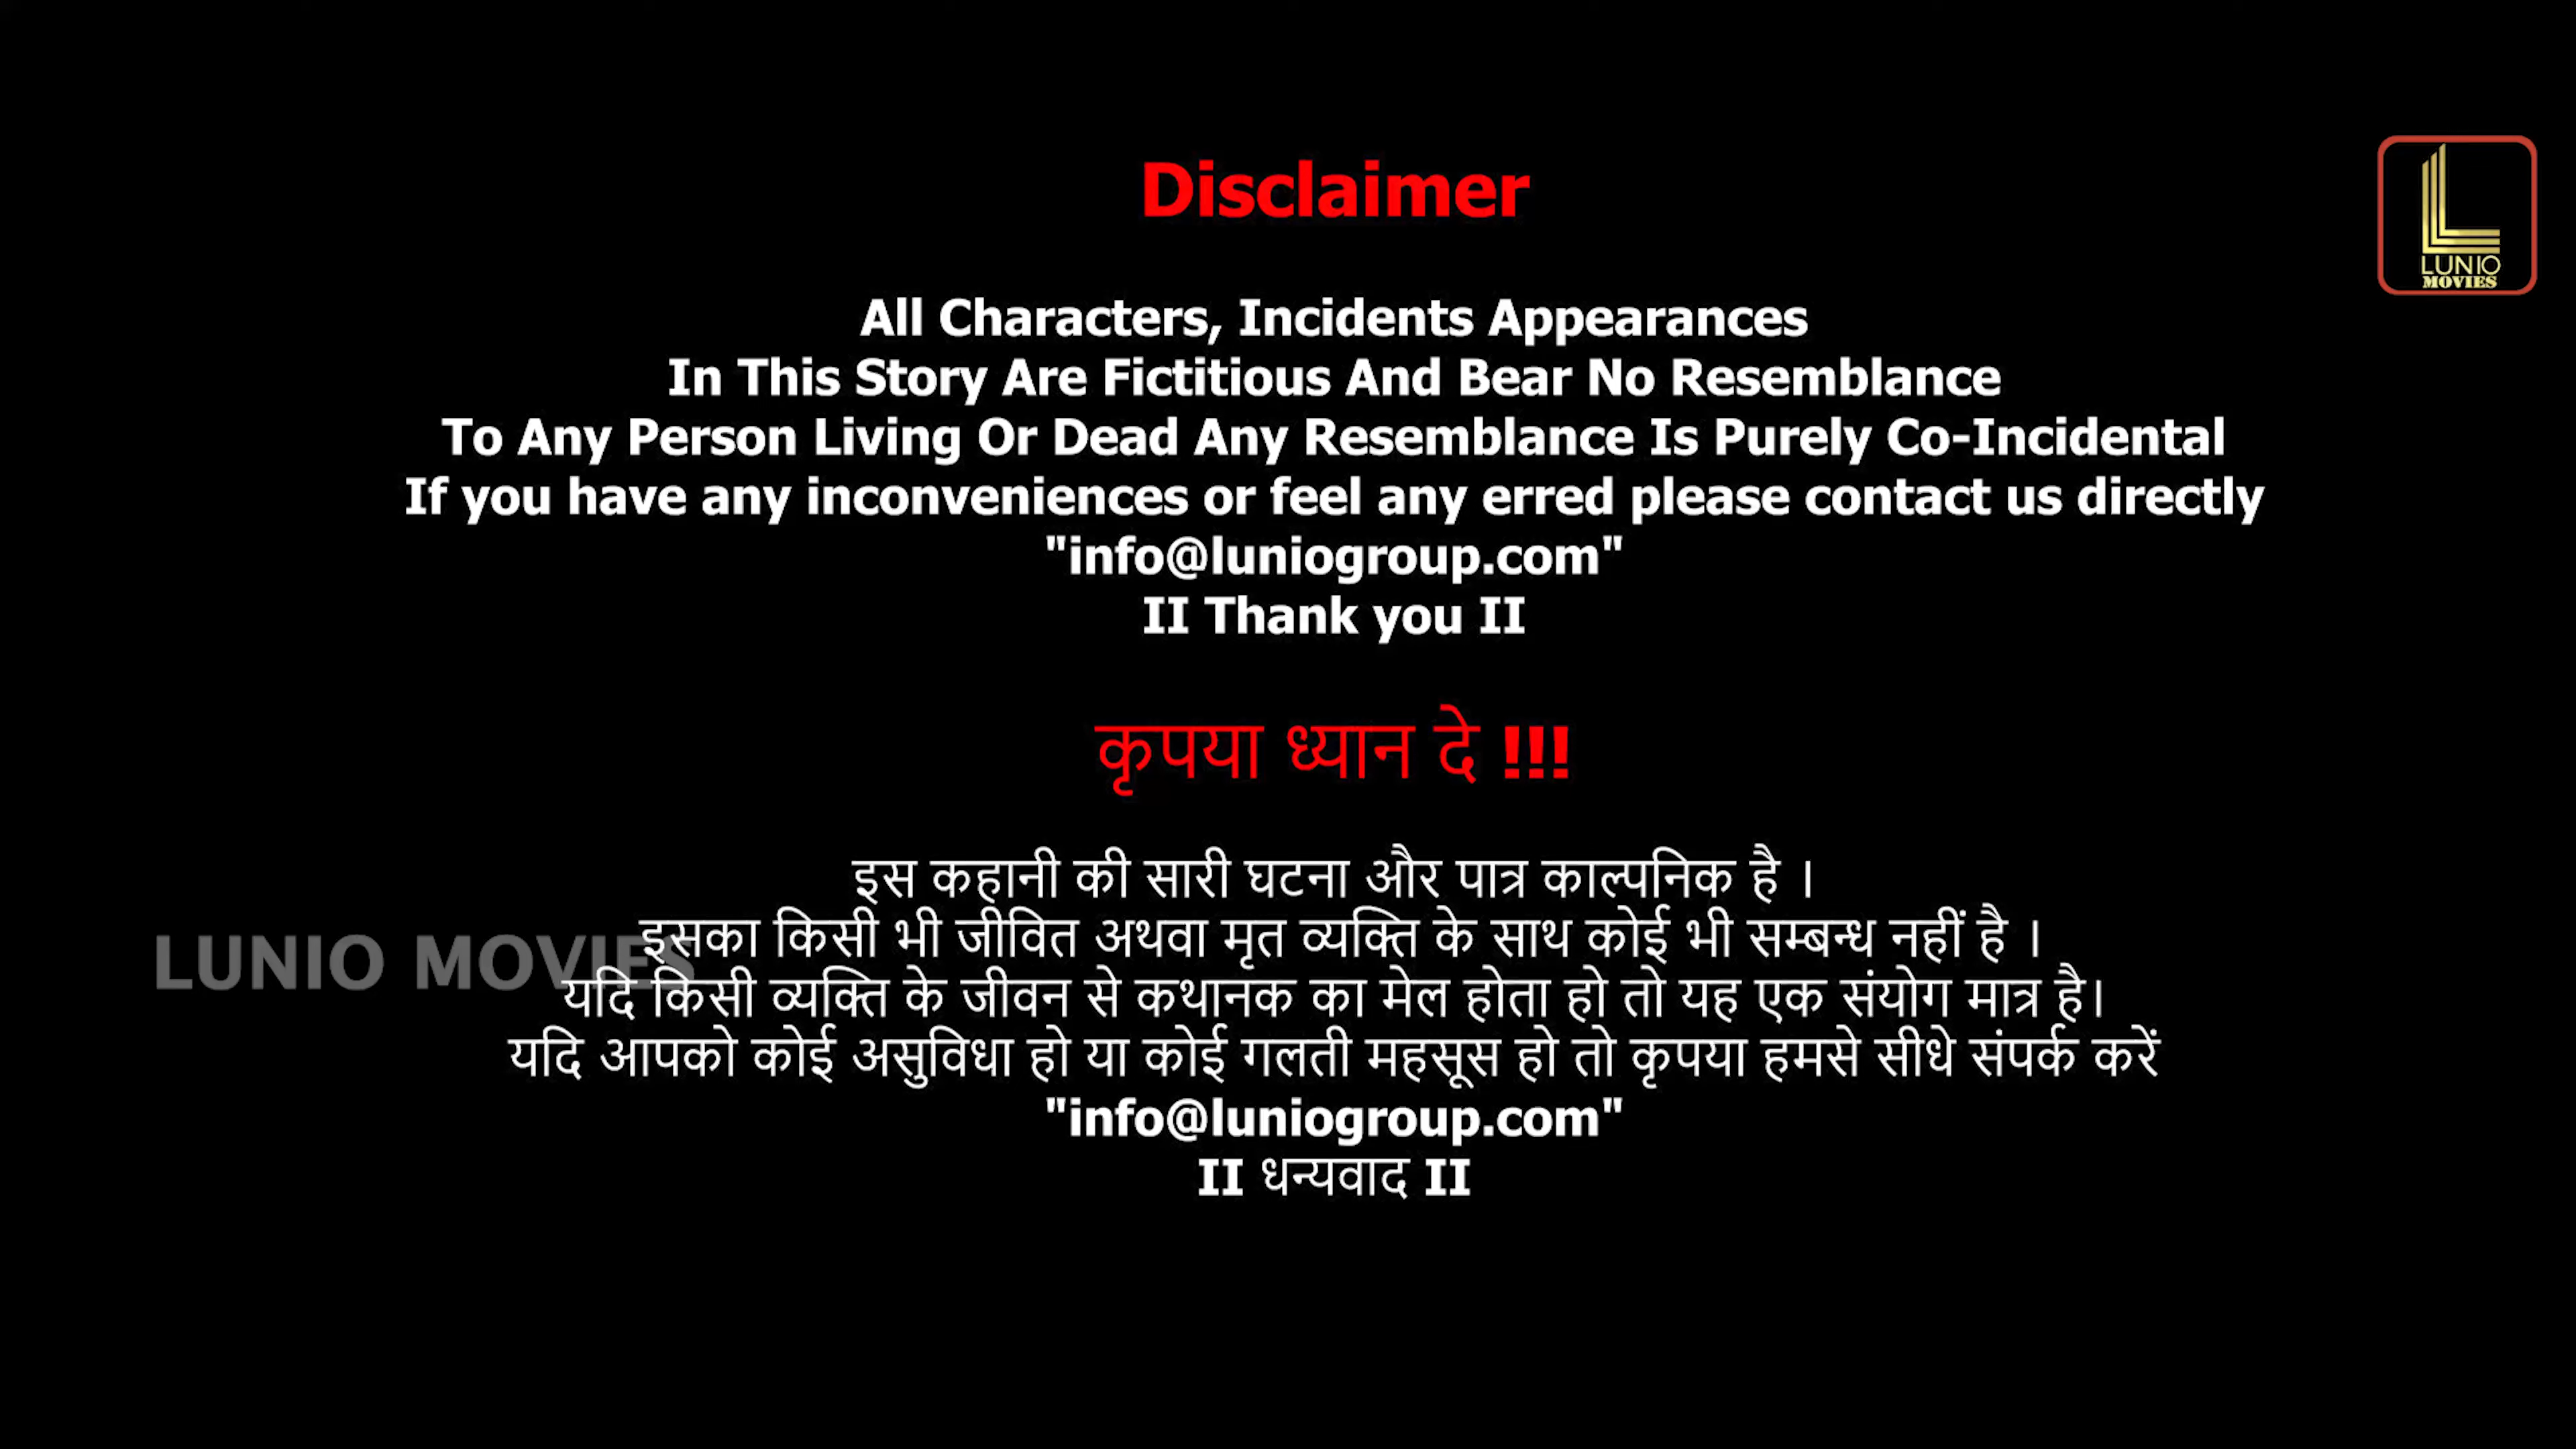 Disclaimer
LUNIO
MOVIES
All Characters, Incidents Appearances
In This Story Are Fictitious And Bear No Resemblance
To Any Person Living Or Dead Any Resemblance Is Purely Co-Incidental
If you have any inconveniences or feel any erred please contact us directly
"info@luniogroup.com"
II Thank you II
कृपया ध्यान दे !!!
इस कहानी की सारी घटना और पात्र काल्पनिक है ।
इसका किसी भी जीवित अथवा मृत व्यक्ति के साथ कोई भी सम्बन्ध नहीं है ।
LUNIO MOVIES
यदि किसी व्यक्ति के जीवन से कथानक का मेल होता हो तो यह एक संयोग मात्र है।
यदि आपको कोई असुविधा हो या कोई गलती महसूस हो तो कृपया हमसे सीधे संपर्क करें
"info@luniogroup.com"
II धन्यवाद II